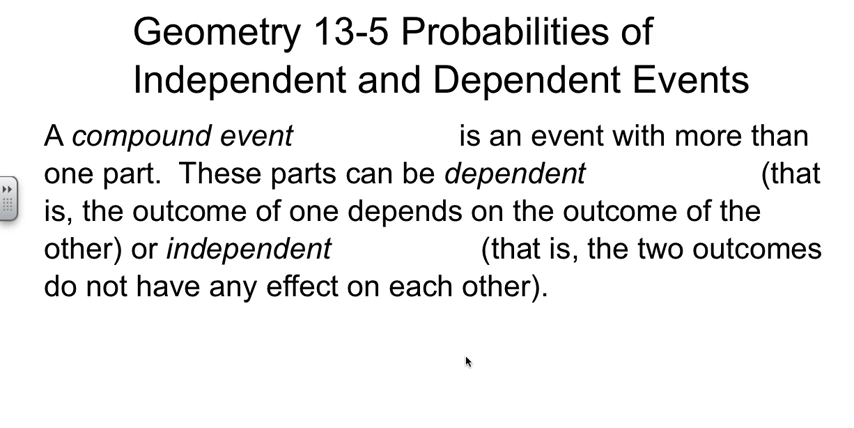 Geometry 13-5 Probabilities of
Independent and Dependent Events
A compound event is an event with more than
one part. These parts can be dependent (that
is, the outcome of one depends on the outcome of the
other) or independent (that is, the two outcomes
do not have any effect on each other).